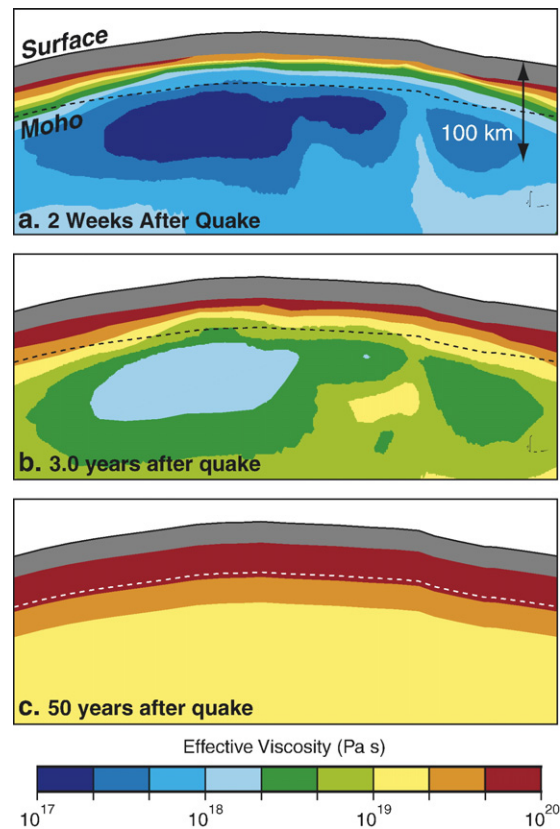 Surface
Moho
100 km
a. 2 Weeks After Quake
b. 3.0 years after quake
c. 50 years after quake
Effective Viscosity (Pa s)
10^17 10^18 10^19 10^20